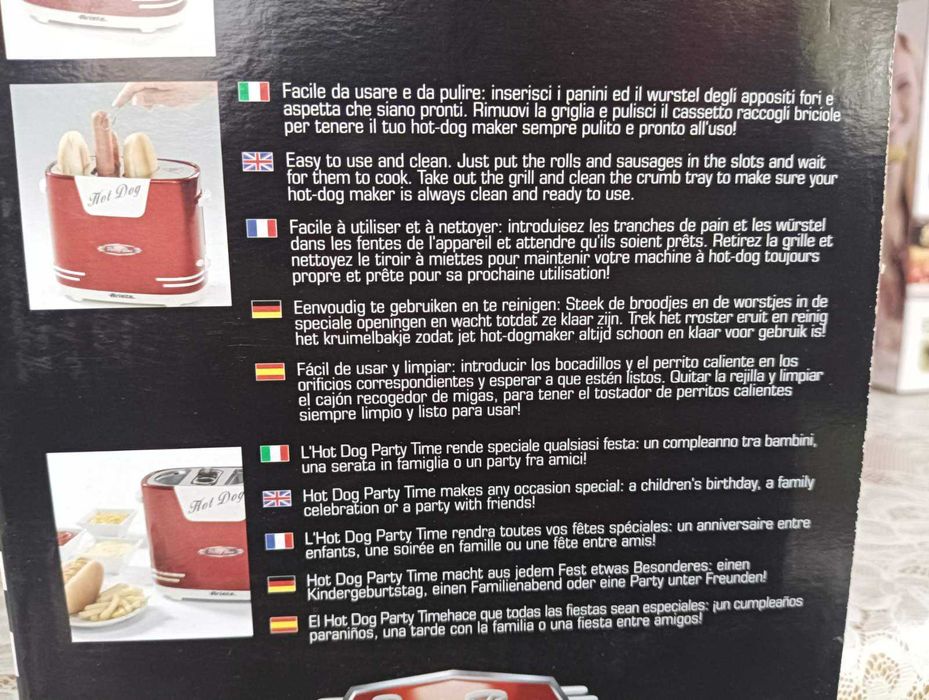 Ariete
Hot Dog
Ariete
Facile da usare e da pulire: inserisci i panini ed il wurstel degli appositi fori e
aspetta che siano pronti. Rimuovi la griglia e pulisci il cassetto raccogli briciole
per tenere il tuo hot-dog maker sempre pulito e pronto all'uso!
Easy to use and clean. Just put the rolls and sausages in the slots and wait
for them to cook. Take out the grill and clean the crumb tray to make sure your
hot-dog maker is always clean and ready to use.
Facile à utiliser et à nettoyer: introduisez les tranches de pain et les würstel
dans les fentes de l'appareil et attendre qu'ils soient prêts. Retirez la grille et
nettoyez le tiroir à miettes pour maintenir votre machine à hot-dog toujours
propre et prête pour sa prochaine utilisation!
Eenvoudig te gebruiken en te reinigen: Steek de broodjes en de worstjes in de
speciale openingen en wacht totdat ze klaar zijn. Trek het rroster eruit en reinig
het kruimelbakje zodat jet hot-dogmaker altijd schoon en klaar voor gebruik is!
Fácil de usar y limpiar: introducir los bocadillos y el perrito caliente en los
orificios correspondientes y esperar a que estén listos. Quitar la rejilla y limpiar
el cajón recogedor de migas, para tener el tostador de perritos calientes
siempre limpio y listo para usar!
Hot Dog
Ariete
L'Hot Dog Party Time rende speciale qualsiasi festa: un compleanno tra bambini,
una serata in famiglia o un party fra amici!
Hot Dog Party Time makes any occasion special: a children's birthday, a family
celebration or a party with friends!
L'Hot Dog Party Time rendra toutes vos fêtes spéciales: un anniversaire entre
enfants, une soirée en famille ou une fête entre amis!
Hot Dog Party Time macht aus jedem Fest etwas Besonderes: einen
Kindergeburtstag, einen Familienabend oder eine Party unter Freunden!
El Hot Dog Party Timehace que todas las fiestas sean especiales: ¡un cumpleaños
paraniños, una tarde con la familia o una fiesta entre amigos!